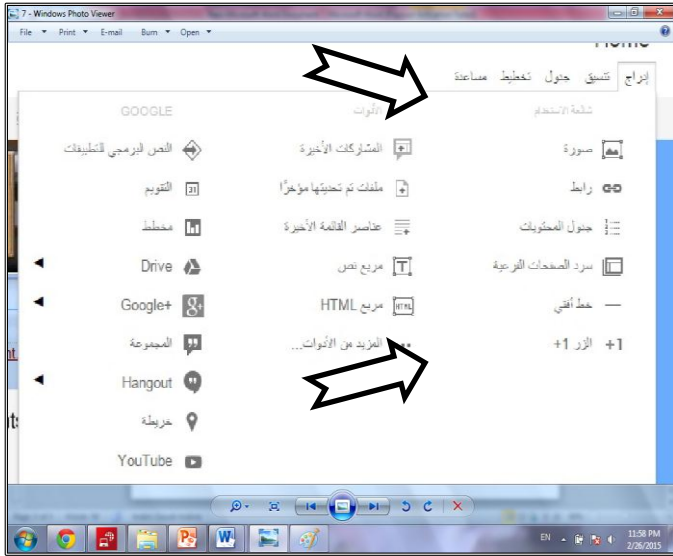 7 - Windows Photo Viewer
File Print E-mail Burn Open
Home
إدراج تنسيق جدول تخطيط مساعدة
شائعة الاستخدام
صورة
رابط
جدول المحتويات
سرد الصفحات الفرعية
خط أفقي
الزر 1+
+1
الأدوات
المشاركات الأخيرة
ملفات تم تحديثها مؤخرًا
عناصر القائمة الأخيرة
مربع نص
مربع HTML
المزيد من الأدوات...
GOOGLE
النص البرمجي للتطبيقات
التقويم
31
مخطط
Drive
Google+
المجموعة
Hangout
خريطة
YouTube
EN
11:58 PM
2/26/2015